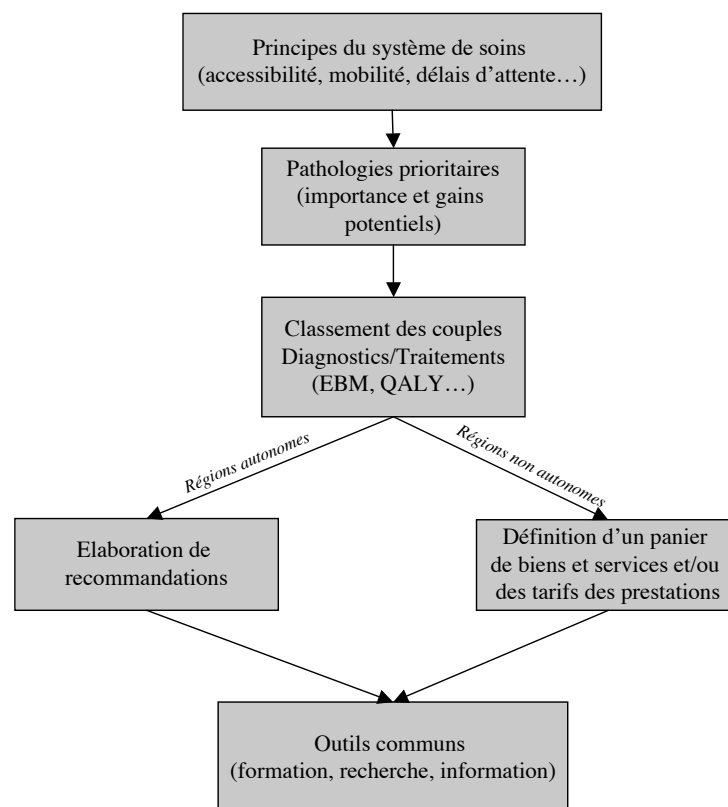 Principes du système de soins
(accessibilité, mobilité, délais d’attente…)
Pathologies prioritaires
(importance et gains
potentiels)
Classement des couples
Diagnostics/Traitements
(EBM, QALY…)
Régions autonomes
Régions non autonomes
Elaboration de
recommandations
Définition d’un panier
de biens et services et/ou
des tarifs des prestations
Outils communs
(formation, recherche, information)